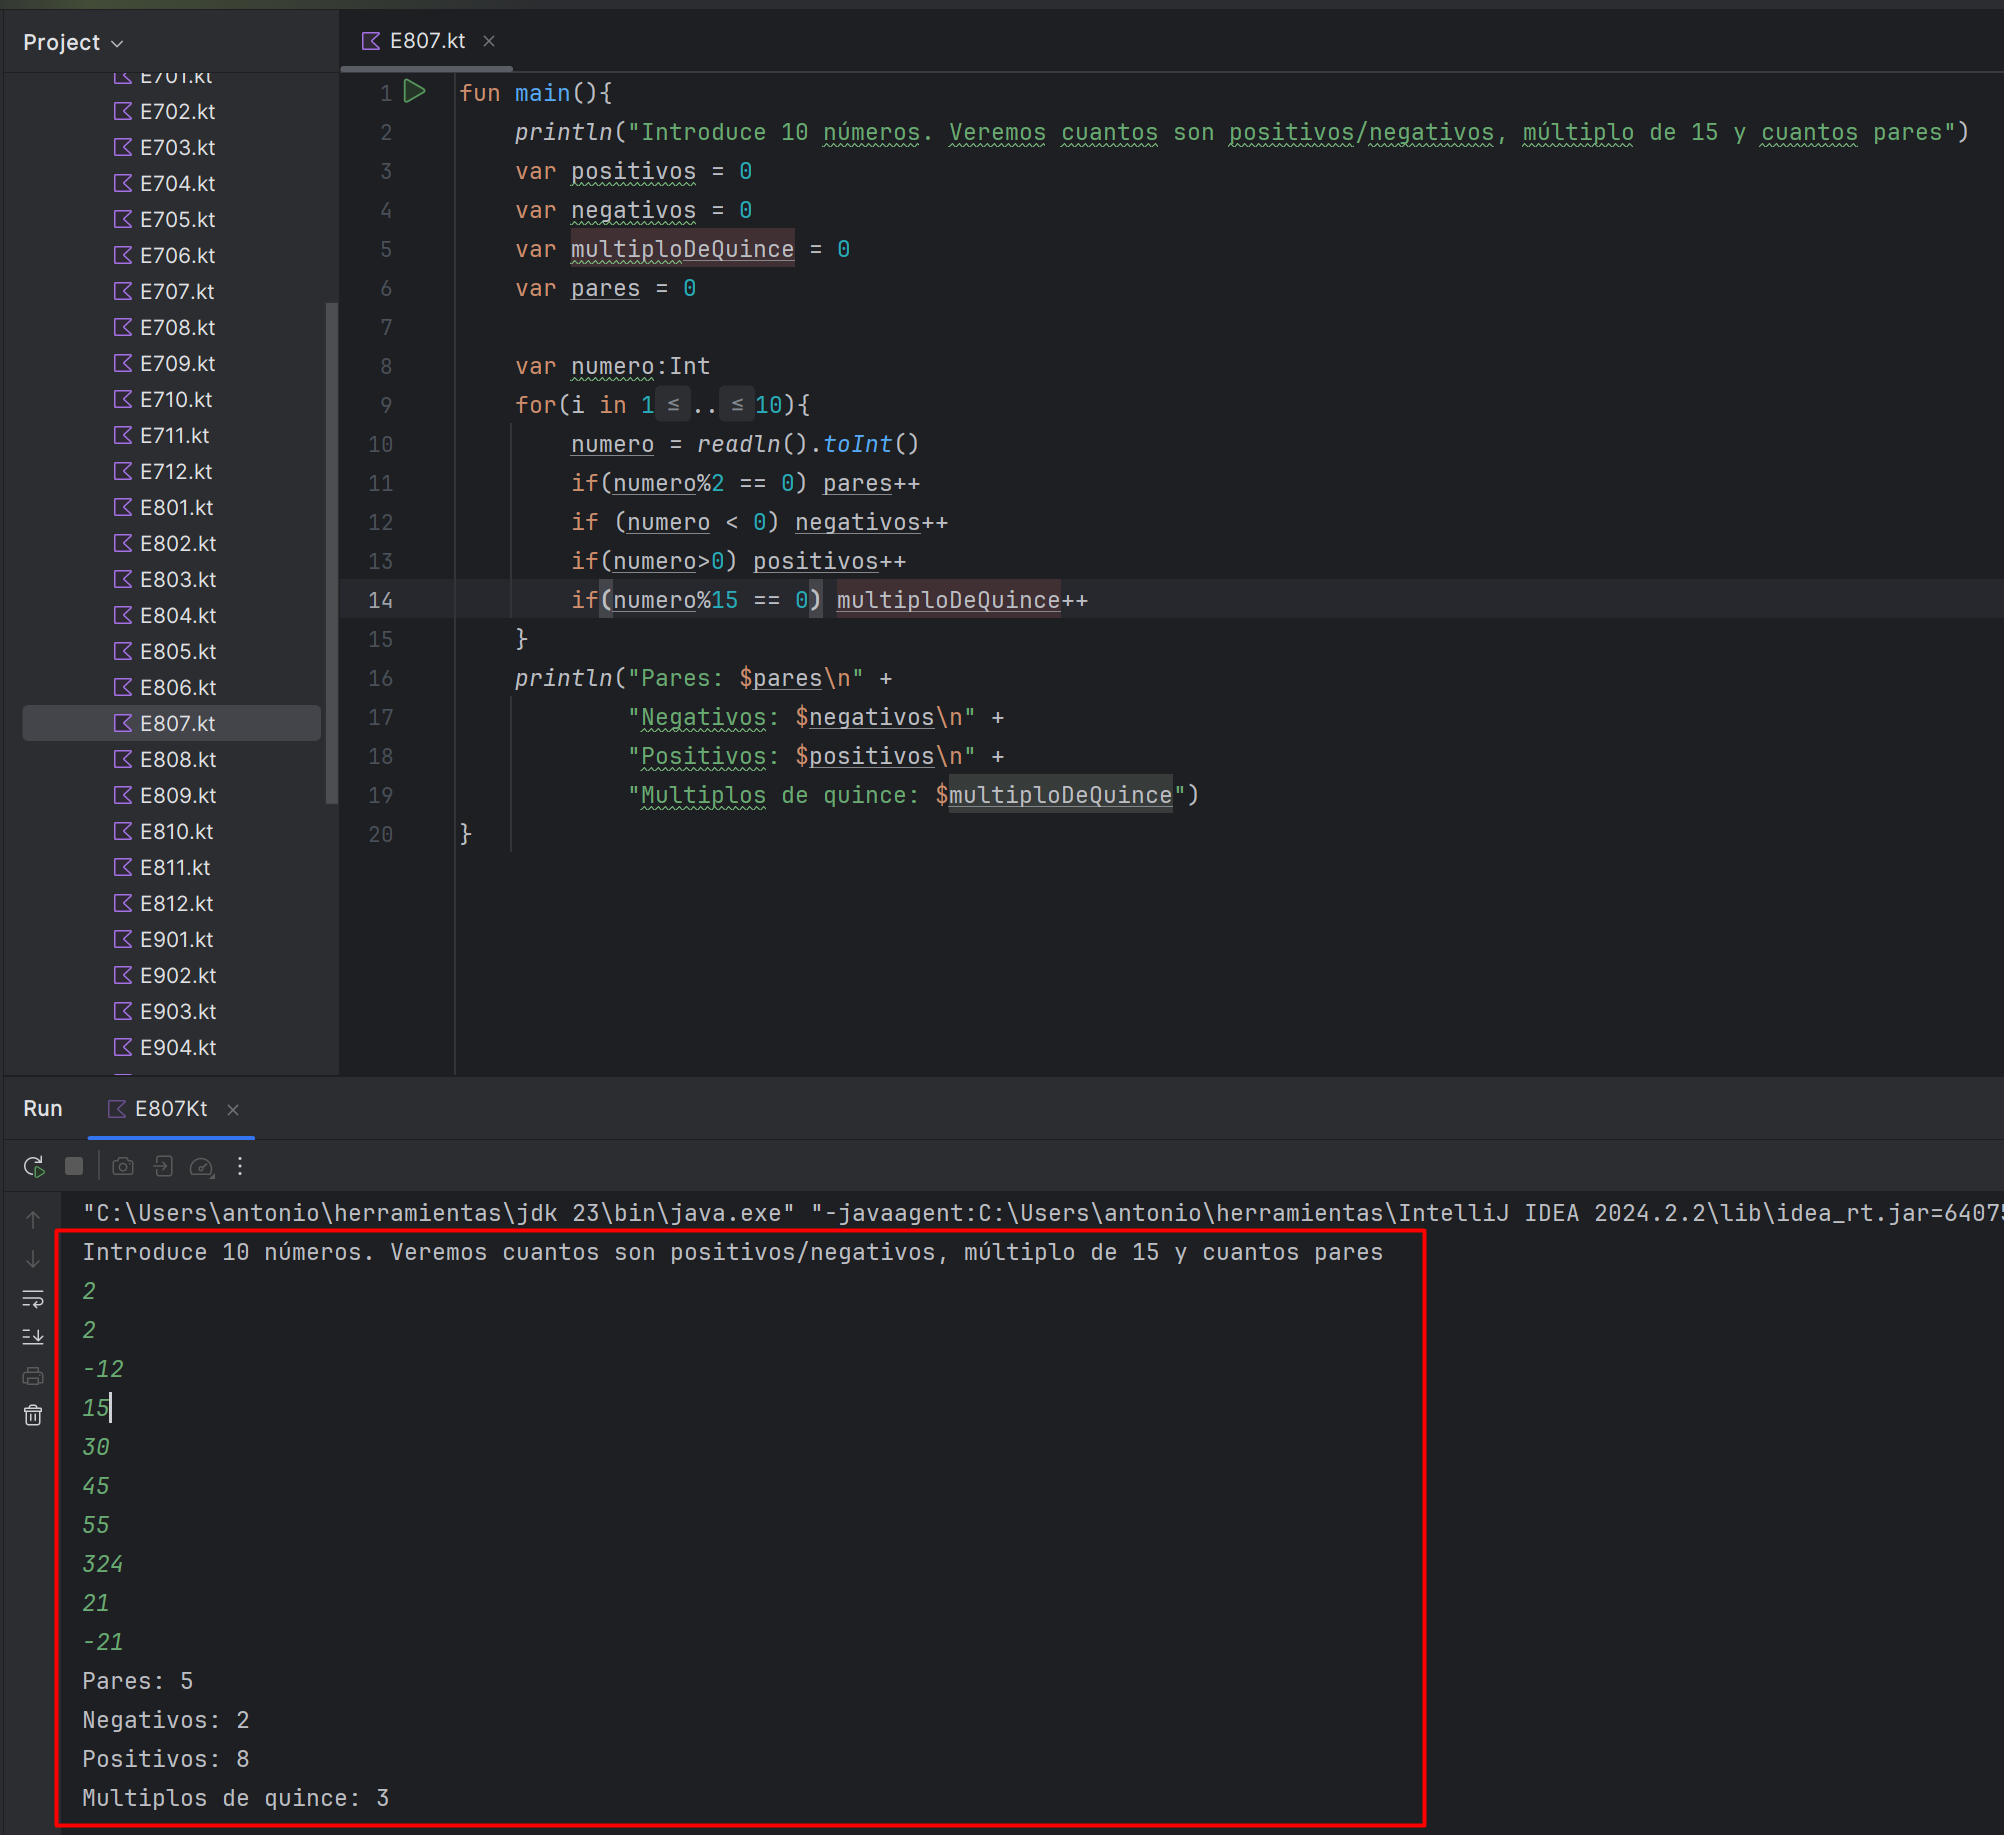 Project
E807.kt
E701.kt
E702.kt
E703.kt
E704.kt
E705.kt
E706.kt
E707.kt
E708.kt
E709.kt
E710.kt
E711.kt
E712.kt
E801.kt
E802.kt
E803.kt
E804.kt
E805.kt
E806.kt
E807.kt
E808.kt
E809.kt
E810.kt
E811.kt
E812.kt
E901.kt
E902.kt
E903.kt
E904.kt
1 fun main(){
2 println("Introduce 10 números. Veremos cuantos son positivos/negativos, múltiplo de 15 y cuantos pares")
3 var positivos = 0
4 var negativos = 0
5 var multiploDeQuince = 0
6 var pares = 0
7
8 var numero:Int
9 for(i in 1 ≤ .. ≤ 10){
10 numero = readln().toInt()
11 if(numero%2 == 0) pares++
12 if (numero < 0) negativos++
13 if(numero>0) positivos++
14 if(numero%15 == 0) multiploDeQuince++
15 }
16 println("Pares: $pares\n" +
17 "Negativos: $negativos\n" +
18 "Positivos: $positivos\n" +
19 "Multiplos de quince: $multiploDeQuince")
20 }
Run E807Kt
"C:\Users\antonio\herramientas\jdk 23\bin\java.exe" "-javaagent:C:\Users\antonio\herramientas\IntelliJ IDEA 2024.2.2\lib\idea_rt.jar=64075
Introduce 10 números. Veremos cuantos son positivos/negativos, múltiplo de 15 y cuantos pares
2
2
-12
15
30
45
55
324
21
-21
Pares: 5
Negativos: 2
Positivos: 8
Multiplos de quince: 3